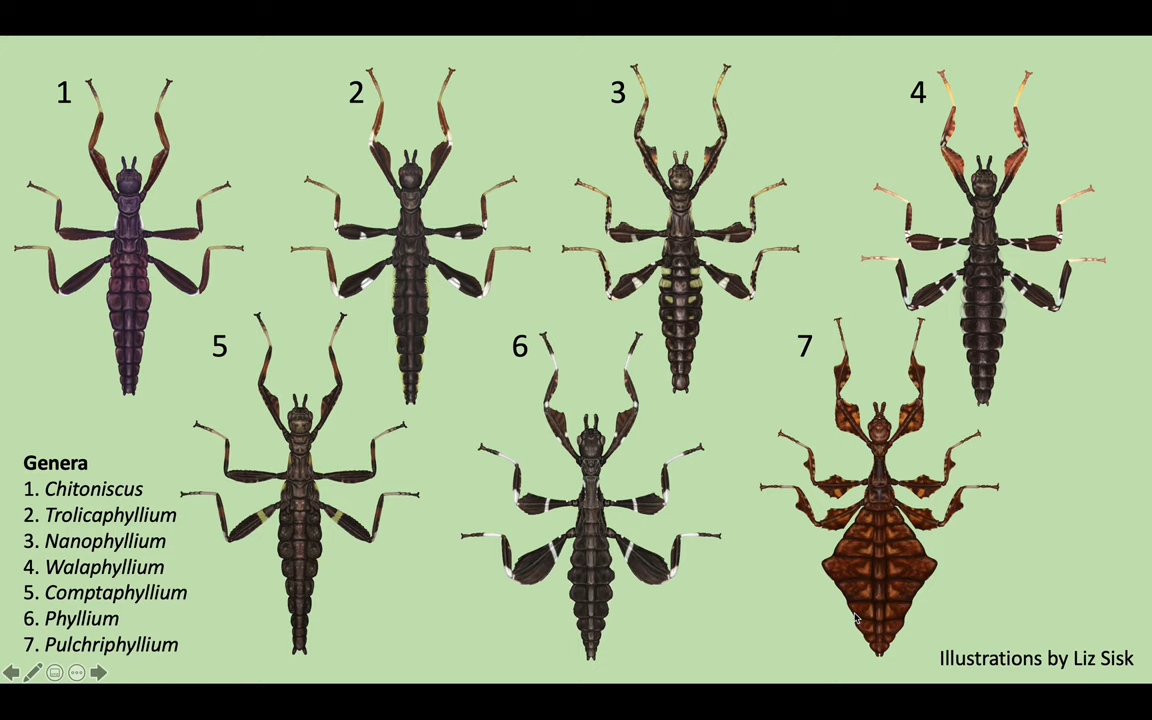 1
2
3
4
5
6
7
Genera
1. Chitoniscus
2. Trolicaphyllium
3. Nanophyllium
4. Walaphyllium
5. Comptaphyllium
6. Phyllium
7. Pulchriphyllium
Illustrations by Liz Sisk